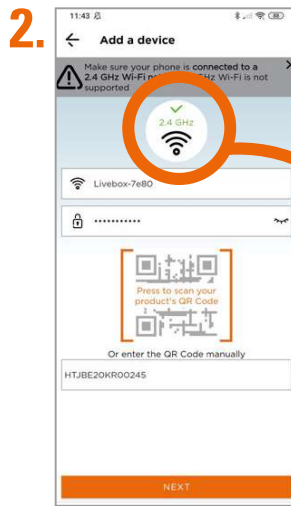 2.
11:43
80
Add a device
Make sure your phone is connected to a
2.4 GHz Wi-Fi Hz Wi-Fi is not
supported
2.4 GHz
Livebox-7e80
•••••••••••
Press to scan your
product's QR Code
Or enter the QR Code manually
HTJBE20KR00245
NEXT